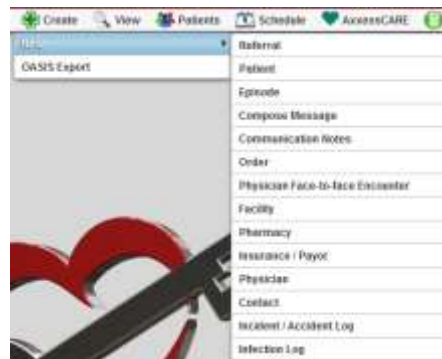 Create View Patients Schedule AxxessCARE
New
OASIS Export
Referral
Patient
Episode
Compose Message
Communication Notes
Order
Physician Face-to-face Encounter
Facility
Pharmacy
Insurance / Payor
Physician
Contact
Incident / Accident Log
Infection Log